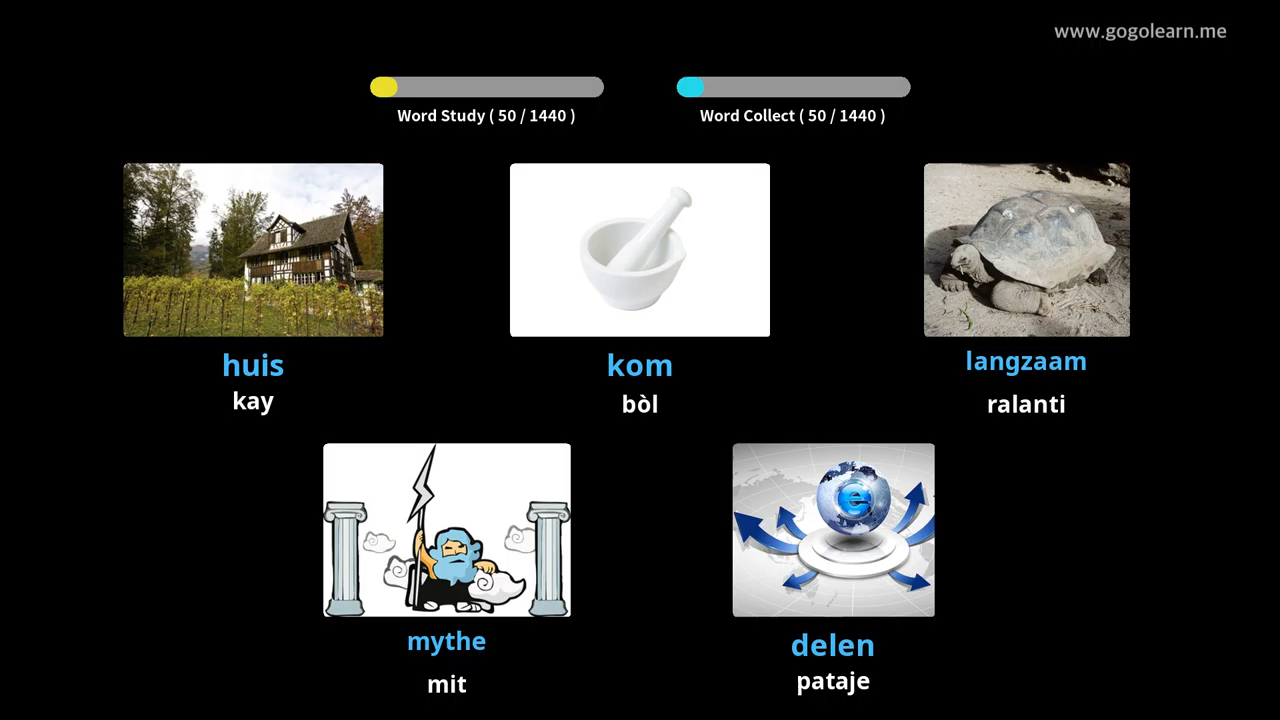 www.gogolearn.me
Word Study ( 50 / 1440 )
Word Collect ( 50 / 1440 )
huis
kay
kom
bòl
langzaam
ralanti
e
mythe
mit
delen
pataje